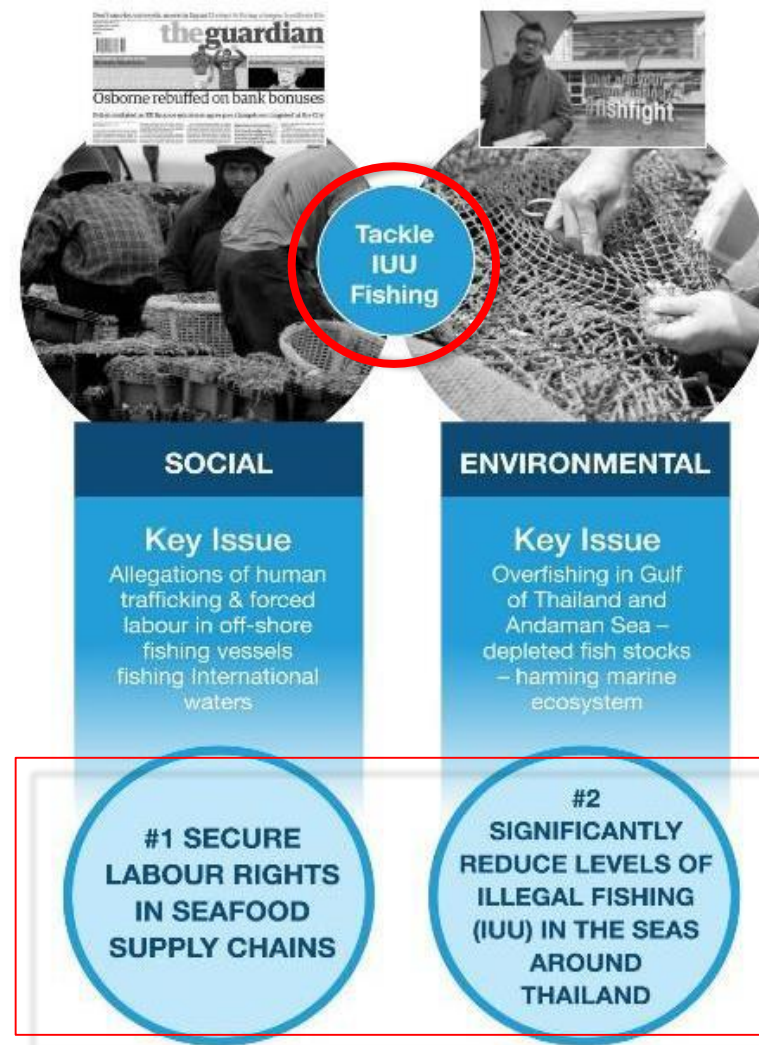 theguardian
Osborne rebuffed on bank bonuses
fishfight
Tackle
IUU
Fishing
SOCIAL
Key Issue
Allegations of human
trafficking & forced
labour in off-shore
fishing vessels
fishing International
waters
ENVIRONMENTAL
Key Issue
Overfishing in Gulf
of Thailand and
Andaman Sea –
depleted fish stocks
– harming marine
ecosystem
#1 SECURE
LABOUR RIGHTS
IN SEAFOOD
SUPPLY CHAINS
#2
SIGNIFICANTLY
REDUCE LEVELS OF
ILLEGAL FISHING
(IUU) IN THE SEAS
AROUND
THAILAND